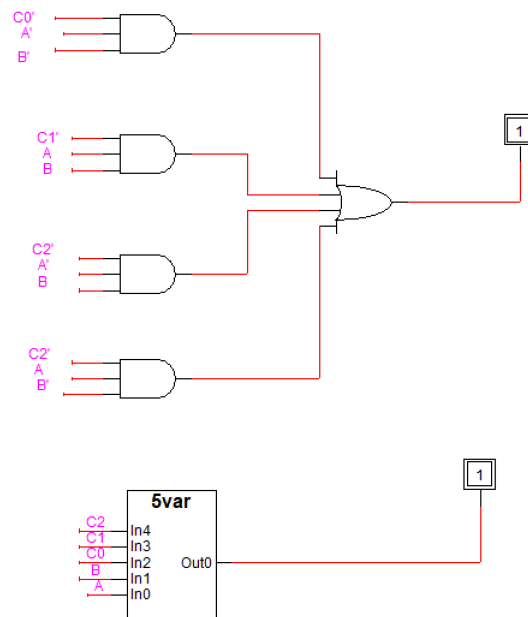 C0'
A'
B'
1
C1'
A
B
C2'
A'
B
C2'
A
B'
1
5var
C2 In4
C1 In3
C0 In2 Out0
B In1
A In0